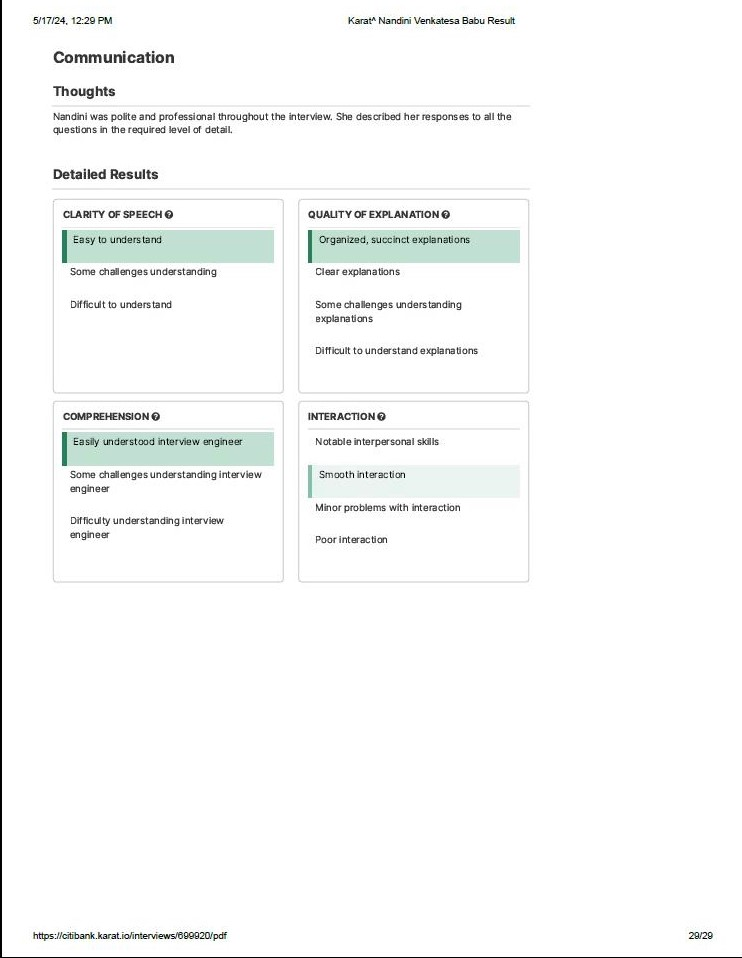 5/17/24, 12:29 PM
Karat^ Nandini Venkatesa Babu Result
Communication
Thoughts
Nandini was polite and professional throughout the interview. She described her responses to all the
questions in the required level of detail.
Detailed Results
CLARITY OF SPEECH
Easy to understand
Some challenges understanding
Difficult to understand
QUALITY OF EXPLANATION
Organized, succinct explanations
Clear explanations
Some challenges understanding
explanations
Difficult to understand explanations
COMPREHENSION
Easily understood interview engineer
Some challenges understanding interview
engineer
Difficulty understanding interview
engineer
INTERACTION
Notable interpersonal skills
Smooth interaction
Minor problems with interaction
Poor interaction
https://citibank.karat.io/interviews/699920/pdf
29/29